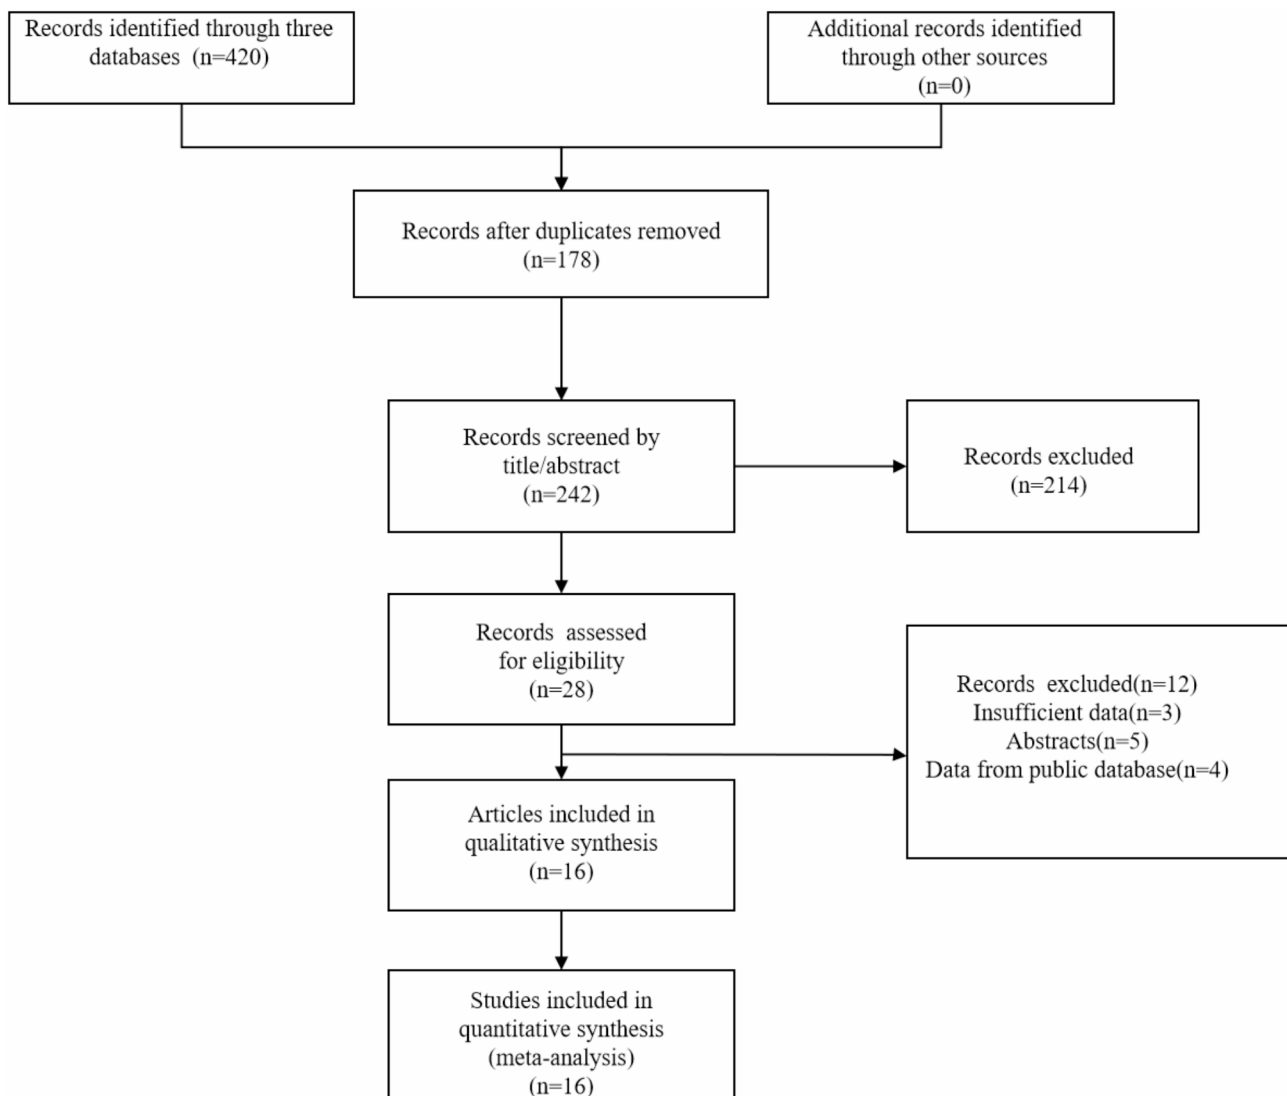 Records identified through three
databases (n=420)
Additional records identified
through other sources
(n=0)
Records after duplicates removed
(n=178)
Records screened by
title/abstract
(n=242)
Records excluded
(n=214)
Records assessed
for eligibility
(n=28)
Records excluded(n=12)
Insufficient data(n=3)
Abstracts(n=5)
Data from public database(n=4)
Articles included in
qualitative synthesis
(n=16)
Studies included in
quantitative synthesis
(meta-analysis)
(n=16)